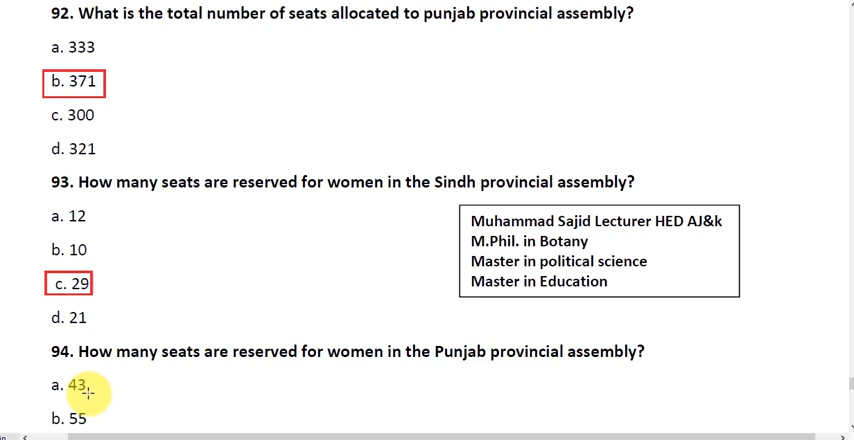 92. What is the total number of seats allocated to punjab provincial assembly?
a. 333
b. 371
c. 300
d. 321
93. How many seats are reserved for women in the Sindh provincial assembly?
a. 12
b. 10
c. 29
d. 21
Muhammad Sajid Lecturer HED AJ&k
M.Phil. in Botany
Master in political science
Master in Education
94. How many seats are reserved for women in the Punjab provincial assembly?
a. 43
b. 55